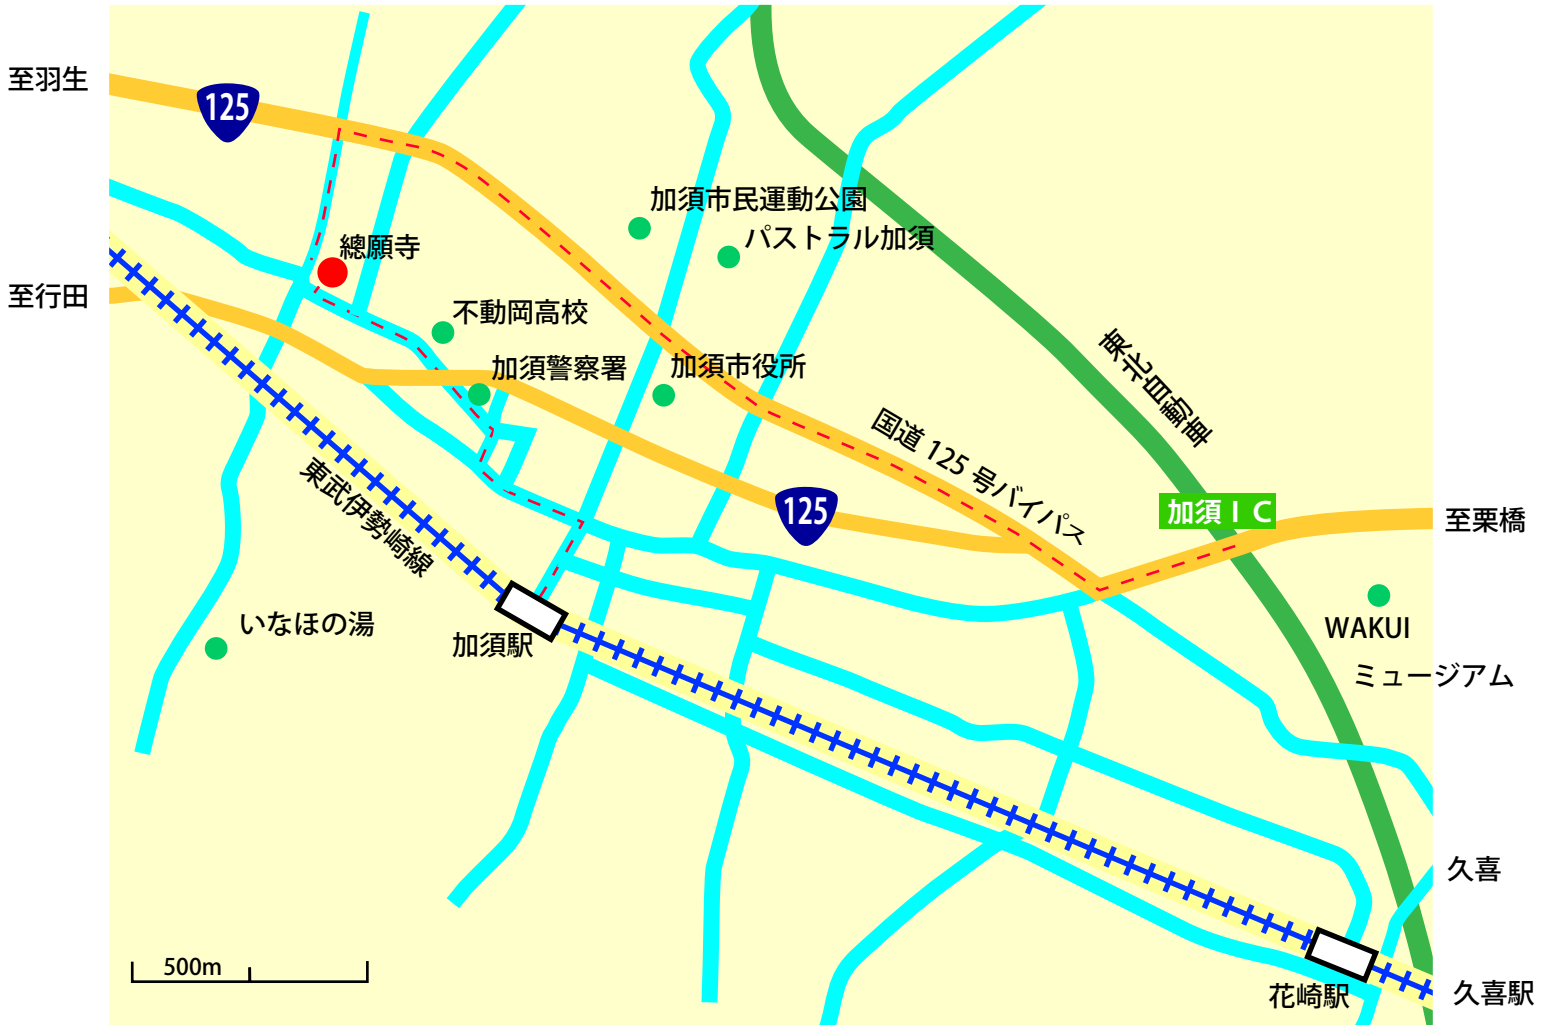 至羽生
125
加須市民運動公園
總願寺
パストラル加須
至行田
不動岡高校
加須警察署
加須市役所
東北自動車
国道 125 号バイパス
125
加須ＩＣ
至栗橋
東武伊勢崎線
いなほの湯
加須駅
WAKUI
ミュージアム
久喜
500m
花崎駅
久喜駅